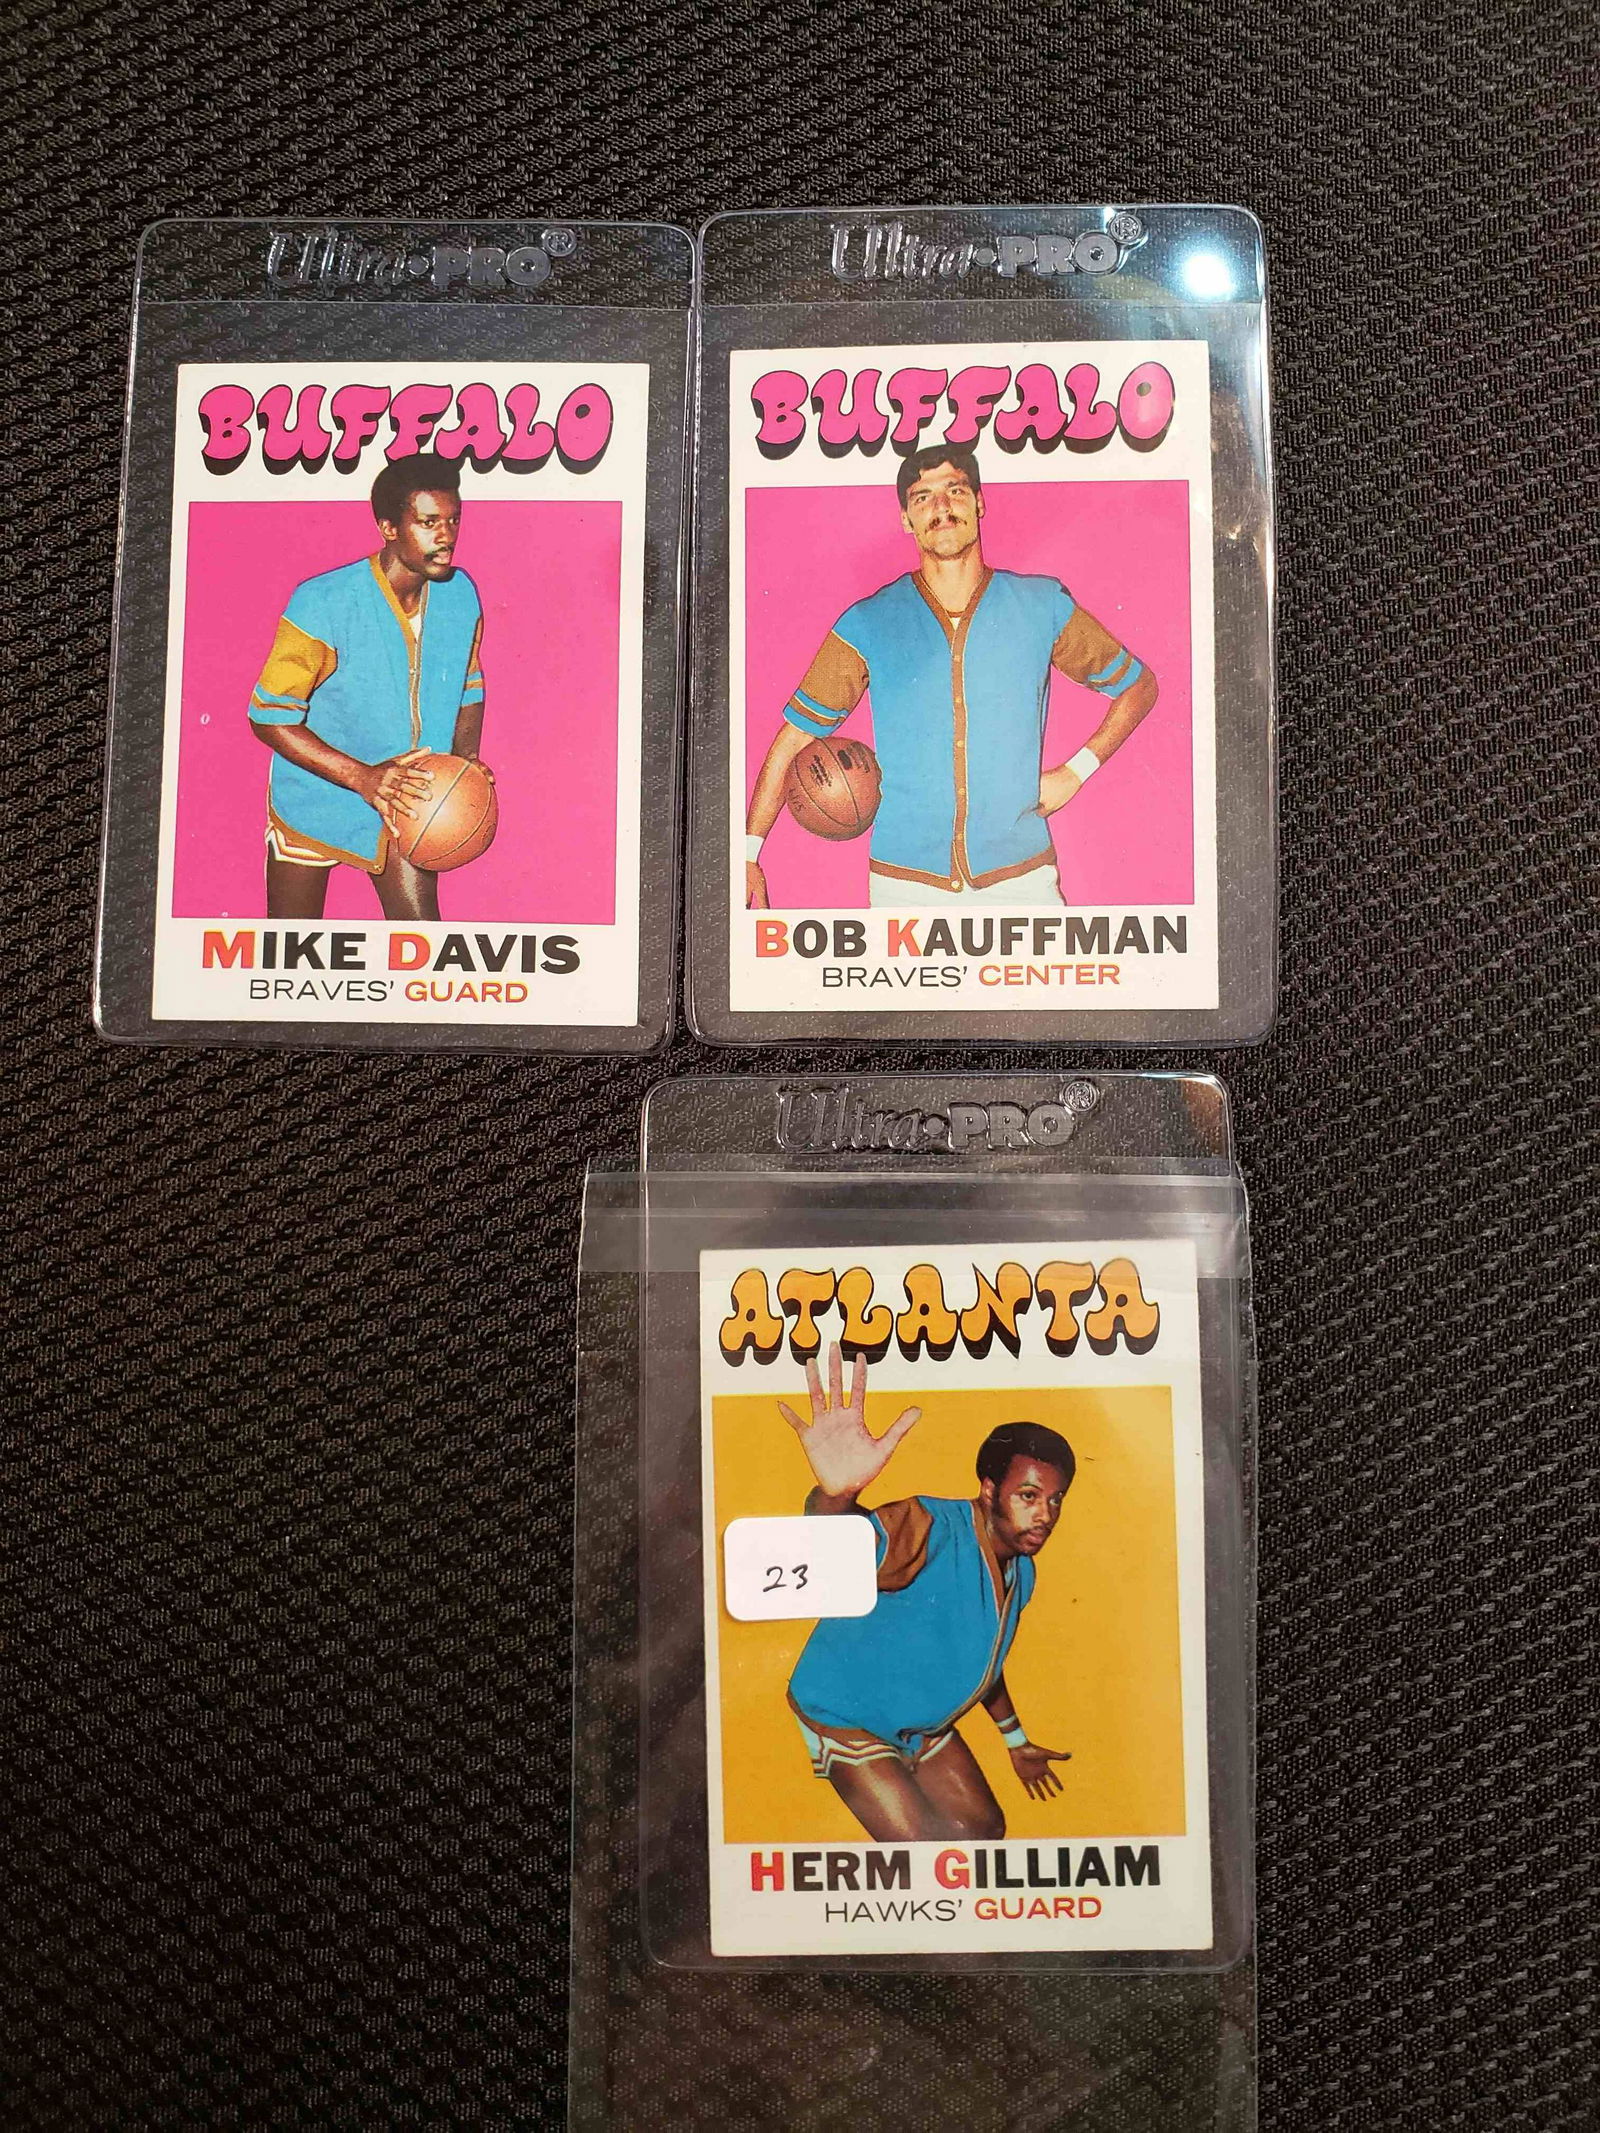 Ultra•PRO®
BUFFALO
MIKE DAVIS
BRAVES' GUARD
Ultra•PRO®
BUFFALO
BOB KAUFFMAN
BRAVES' CENTER
Ultra•PRO®
ATLANTA
23
HERM GILLIAM
HAWKS' GUARD